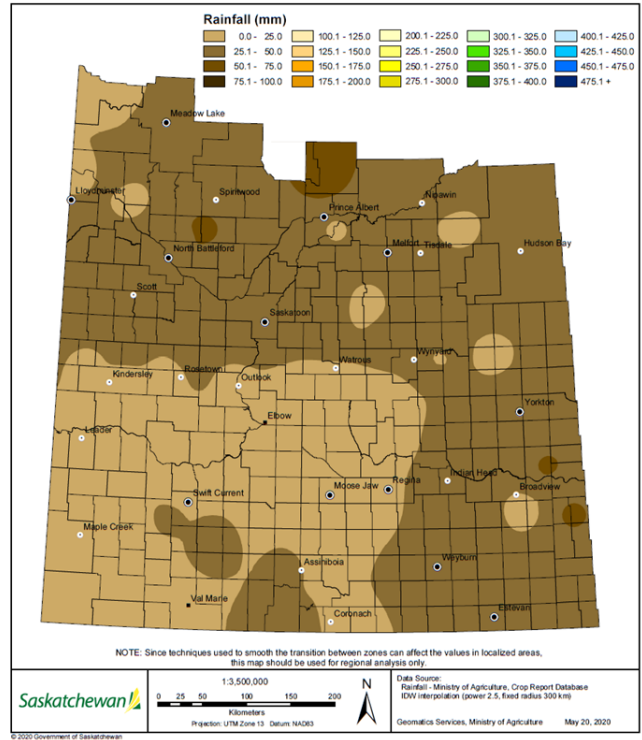 Rainfall (mm)
0.0 - 25.0
100.1 - 125.0
200.1 - 225.0
300.1 - 325.0
400.1 - 425.0
25.1 - 50.0
125.1 - 150.0
225.1 - 250.0
325.1 - 350.0
425.1 - 450.0
50.1 - 75.0
150.1 - 175.0
250.1 - 275.0
350.1 - 375.0
450.1 - 475.0
75.1 - 100.0
175.1 - 200.0
275.1 - 300.0
375.1 - 400.0
475.1 +
Meadow Lake
Lloydminster
Spiritwood
Nipawin
Prince Albert
North Battleford
Melfort
Tisdale
Hudson Bay
Scott
Saskatoon
Watrous
Wynyard
Kindersley
Rosetown
Outlook
Elbow
Yorkton
Leader
Swift Current
Moose Jaw
Regina
Indian Head
Broadview
Maple Creek
Assiniboia
Weyburn
Val Marie
Coronach
Estevan
NOTE: Since techniques used to smooth the transition between zones can affect the values in localized areas,
this map should be used for regional analysis only.
Saskatchewan
1:3,500,000
0 25 50 100 150 200
Kilometers
Projection: UTM Zone 13 Datum: NAD83
N
Data Source:
Rainfall - Ministry of Agriculture, Crop Report Database
IDW interpolation (power 2.5, fixed radius 300 km)
Geomatics Services, Ministry of Agriculture May 20, 2020
© 2020 Government of Saskatchewan